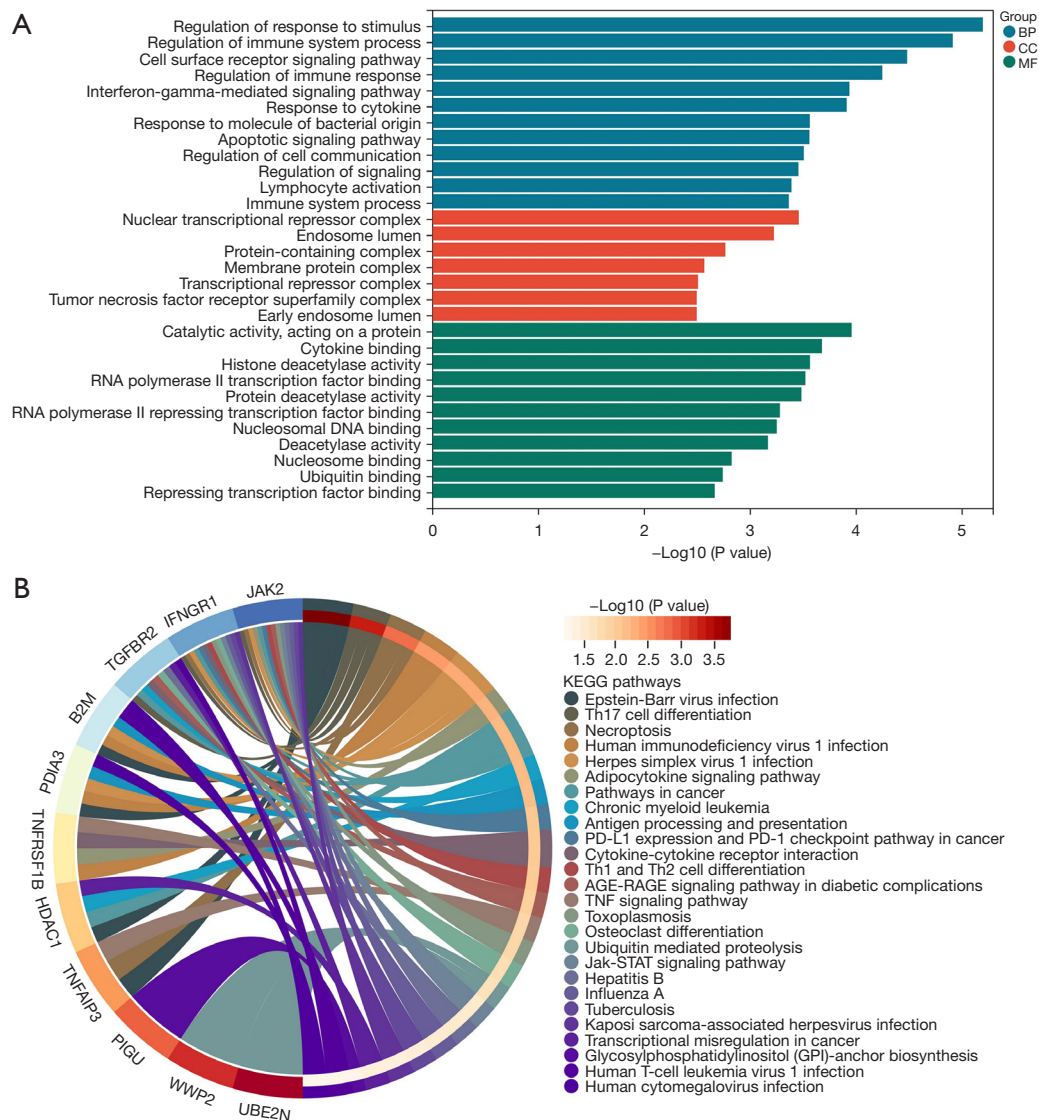 A
Regulation of response to stimulus
Regulation of immune system process
Cell surface receptor signaling pathway
Regulation of immune response
Interferon-gamma-mediated signaling pathway
Response to cytokine
Response to molecule of bacterial origin
Apoptotic signaling pathway
Regulation of cell communication
Regulation of signaling
Lymphocyte activation
Immune system process
Nuclear transcriptional repressor complex
Endosome lumen
Protein-containing complex
Membrane protein complex
Transcriptional repressor complex
Tumor necrosis factor receptor superfamily complex
Early endosome lumen
Catalytic activity, acting on a protein
Cytokine binding
Histone deacetylase activity
RNA polymerase II transcription factor binding
Protein deacetylase activity
RNA polymerase II repressing transcription factor binding
Nucleosomal DNA binding
Deacetylase activity
Nucleosome binding
Ubiquitin binding
Repressing transcription factor binding
0 1 2 3 4 5
−Log10 (P value)
Group
BP
CC
MF
B
JAK2
IFNGR1
TGFBR2
B2M
PDIA3
TNFRSF1B
HDAC1
TNFAIP3
PIGU
WWP2
UBE2N
−Log10 (P value)
1.5 2.0 2.5 3.0 3.5
KEGG pathways
Epstein-Barr virus infection
Th17 cell differentiation
Necroptosis
Human immunodeficiency virus 1 infection
Herpes simplex virus 1 infection
Adipocytokine signaling pathway
Pathways in cancer
Chronic myeloid leukemia
Antigen processing and presentation
PD-L1 expression and PD-1 checkpoint pathway in cancer
Cytokine-cytokine receptor interaction
Th1 and Th2 cell differentiation
AGE-RAGE signaling pathway in diabetic complications
TNF signaling pathway
Toxoplasmosis
Osteoclast differentiation
Ubiquitin mediated proteolysis
Jak-STAT signaling pathway
Hepatitis B
Influenza A
Tuberculosis
Kaposi sarcoma-associated herpesvirus infection
Transcriptional misregulation in cancer
Glycosylphosphatidylinositol (GPI)-anchor biosynthesis
Human T-cell leukemia virus 1 infection
Human cytomegalovirus infection